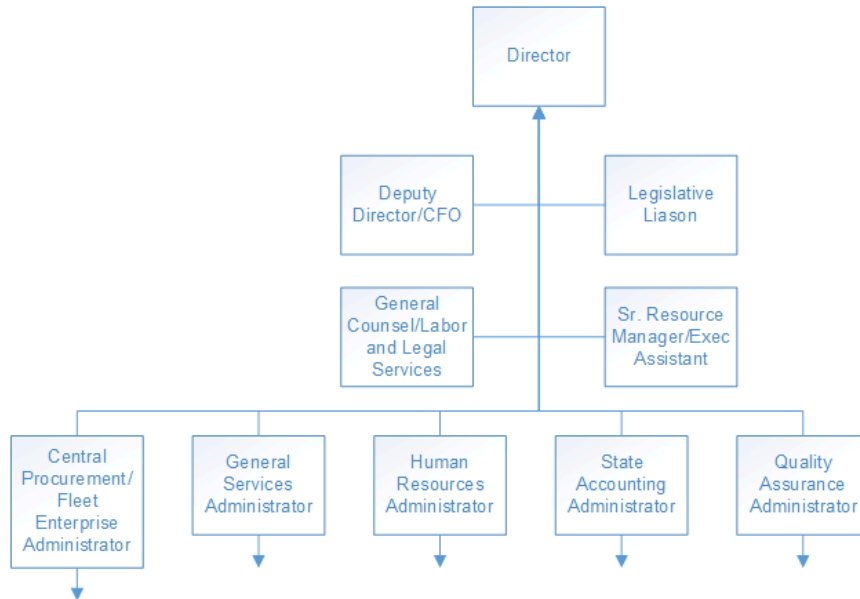 Director
Deputy
Director/CFO
Legislative
Liason
General
Counsel/Labor
and Legal
Services
Sr. Resource
Manager/Exec
Assistant
Central
Procurement/
Fleet
Enterprise
Administrator
General
Services
Administrator
Human
Resources
Administrator
State
Accounting
Administrator
Quality
Assurance
Administrator